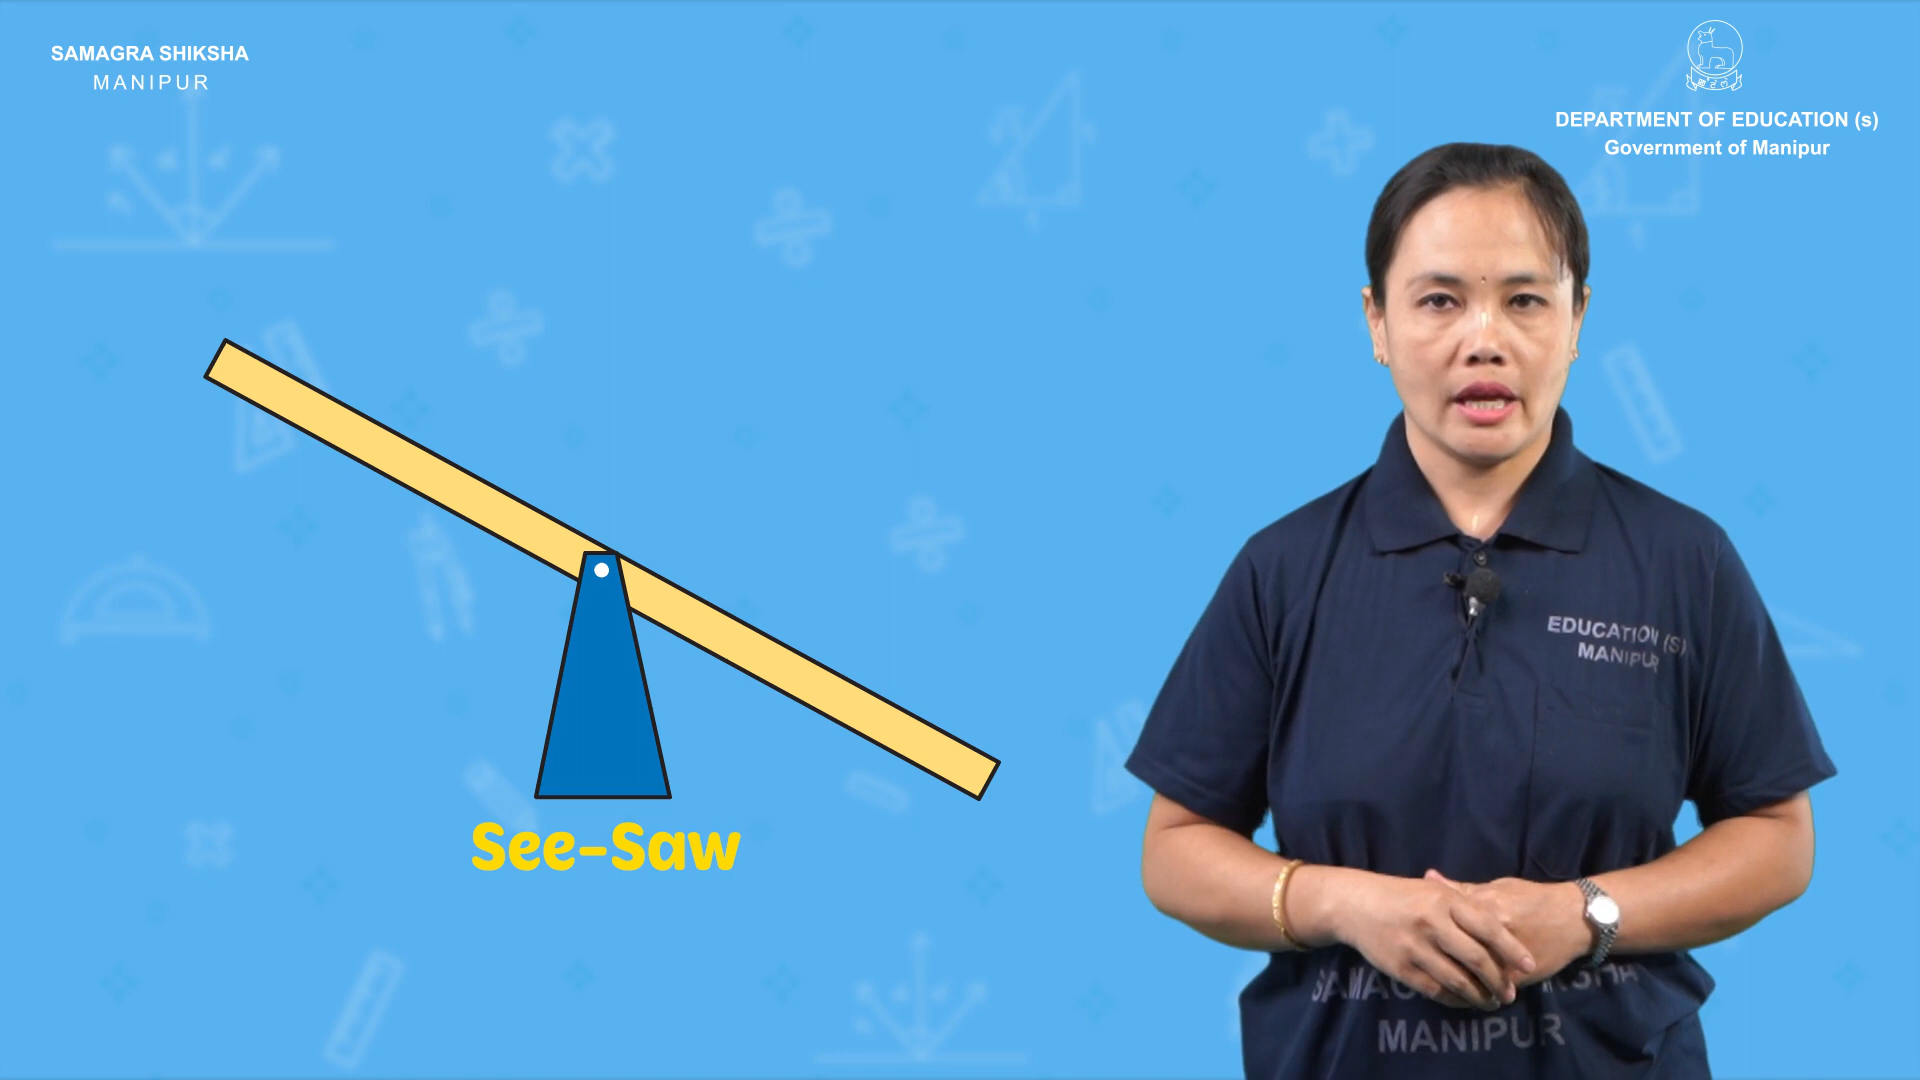 SAMAGRA SHIKSHA
MANIPUR
DEPARTMENT OF EDUCATION (s)
Government of Manipur
EDUCATION (S)
MANIPUR
See-Saw
MANIPUR